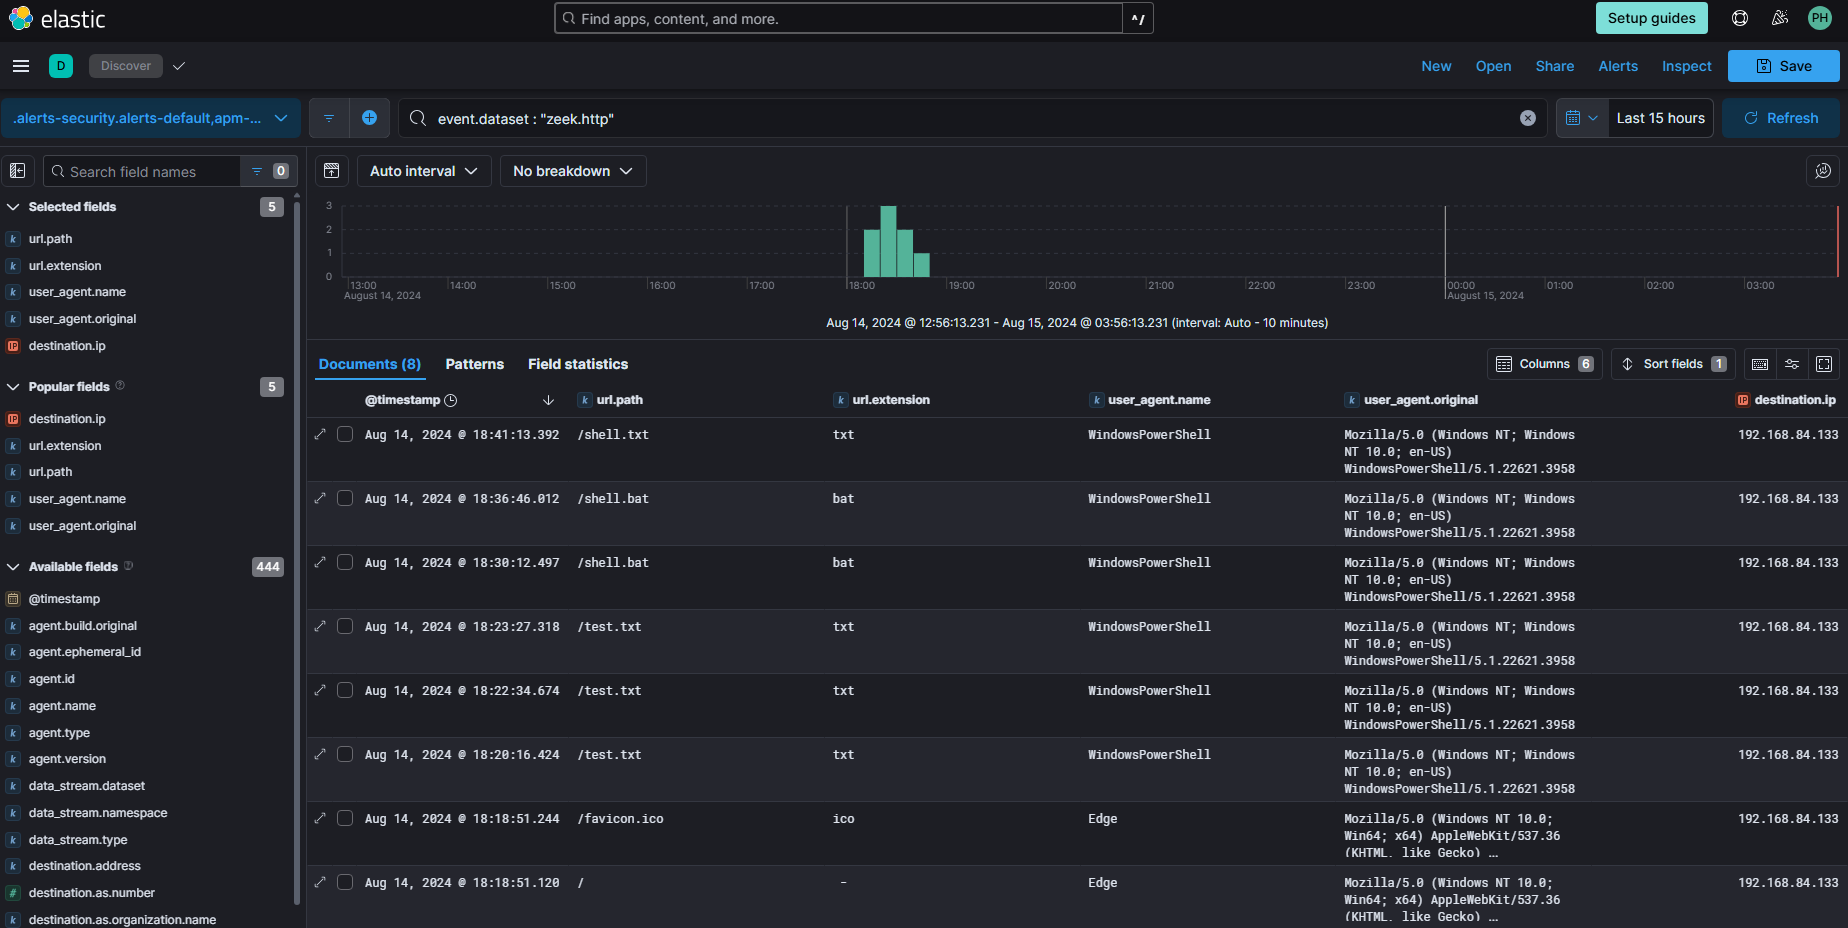 elastic
Find apps, content, and more.
^/
Setup guides
PH
D
Discover
New
Open
Share
Alerts
Inspect
Save
.alerts-security.alerts-default,apm-...
event.dataset : "zeek.http"
Last 15 hours
Refresh
Search field names
0
Auto interval
No breakdown
Selected fields
5
k url.path
k url.extension
k user_agent.name
k user_agent.original
IP destination.ip
Popular fields
5
IP destination.ip
k url.extension
k url.path
k user_agent.name
k user_agent.original
Available fields
444
@timestamp
k agent.build.original
k agent.ephemeral_id
k agent.id
k agent.name
k agent.type
k agent.version
k data_stream.dataset
k data_stream.namespace
k data_stream.type
k destination.address
# destination.as.number
k destination.as.organization.name
3
2
1
0
13:00 14:00 15:00 16:00 17:00 18:00 19:00 20:00 21:00 22:00 23:00 00:00 01:00 02:00 03:00
August 14, 2024 August 15, 2024
Aug 14, 2024 @ 12:56:13.231 - Aug 15, 2024 @ 03:56:13.231 (interval: Auto - 10 minutes)
Documents (8) Patterns Field statistics
Columns 6
Sort fields 1
@timestamp k url.path k url.extension k user_agent.name k user_agent.original IP destination.ip
Aug 14, 2024 @ 18:41:13.392 /shell.txt txt WindowsPowerShell Mozilla/5.0 (Windows NT; Windows 192.168.84.133
NT 10.0; en-US)
WindowsPowerShell/5.1.22621.3958
Aug 14, 2024 @ 18:36:46.012 /shell.bat bat WindowsPowerShell Mozilla/5.0 (Windows NT; Windows 192.168.84.133
NT 10.0; en-US)
WindowsPowerShell/5.1.22621.3958
Aug 14, 2024 @ 18:30:12.497 /shell.bat bat WindowsPowerShell Mozilla/5.0 (Windows NT; Windows 192.168.84.133
NT 10.0; en-US)
WindowsPowerShell/5.1.22621.3958
Aug 14, 2024 @ 18:23:27.318 /test.txt txt WindowsPowerShell Mozilla/5.0 (Windows NT; Windows 192.168.84.133
NT 10.0; en-US)
WindowsPowerShell/5.1.22621.3958
Aug 14, 2024 @ 18:22:34.674 /test.txt txt WindowsPowerShell Mozilla/5.0 (Windows NT; Windows 192.168.84.133
NT 10.0; en-US)
WindowsPowerShell/5.1.22621.3958
Aug 14, 2024 @ 18:20:16.424 /test.txt txt WindowsPowerShell Mozilla/5.0 (Windows NT; Windows 192.168.84.133
NT 10.0; en-US)
WindowsPowerShell/5.1.22621.3958
Aug 14, 2024 @ 18:18:51.244 /favicon.ico ico Edge Mozilla/5.0 (Windows NT 10.0; 192.168.84.133
Win64; x64) AppleWebKit/537.36
(KHTML, like Gecko) ...
Aug 14, 2024 @ 18:18:51.120 / - Edge Mozilla/5.0 (Windows NT 10.0; 192.168.84.133
Win64; x64) AppleWebKit/537.36
(KHTML, like Gecko) ...